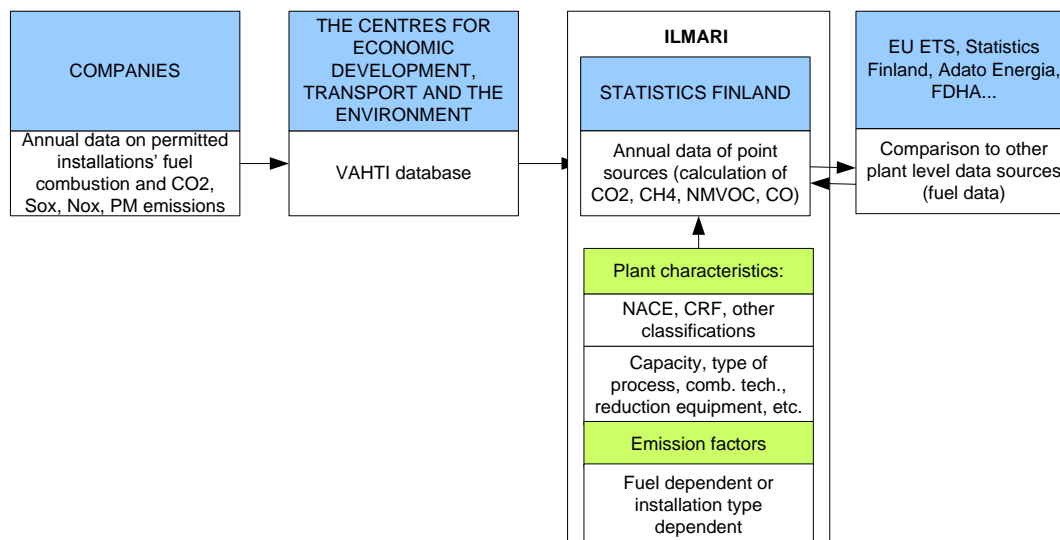 COMPANIES
Annual data on permitted
installations' fuel
combustion and CO2,
Sox, Nox, PM emissions
THE CENTRES FOR
ECONOMIC
DEVELOPMENT,
TRANSPORT AND THE
ENVIRONMENT
VAHTI database
ILMARI
STATISTICS FINLAND
Annual data of point
sources (calculation of
CO2, CH4, NMVOC, CO)
Plant characteristics:
NACE, CRF, other
classifications
Capacity, type of
process, comb. tech.,
reduction equipment, etc.
Emission factors
Fuel dependent or
installation type
dependent
EU ETS, Statistics
Finland, Adato Energia,
FDHA...
Comparison to other
plant level data sources
(fuel data)